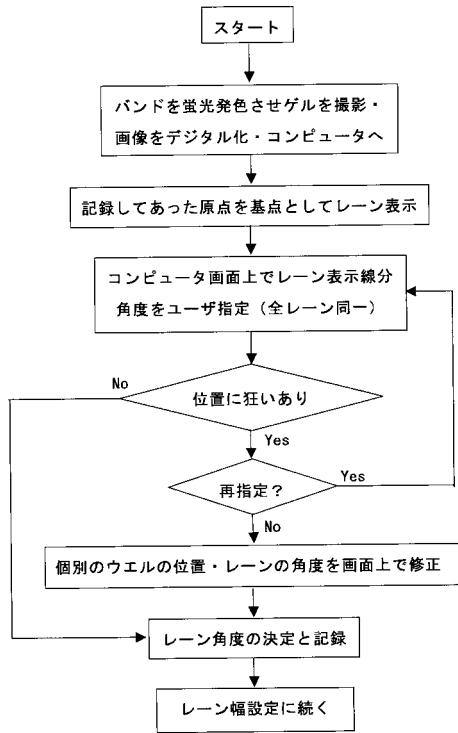 スタート
バンドを蛍光発色させゲルを撮影・
画像をデジタル化・コンピュータへ
記録してあった原点を基点としてレーン表示
コンピュータ画面上でレーン表示線分
角度をユーザ指定（全レーン同一）
No
位置に狂いあり
Yes
再指定？
Yes
No
個別のウエルの位置・レーンの角度を画面上で修正
レーン角度の決定と記録
レーン幅設定に続く